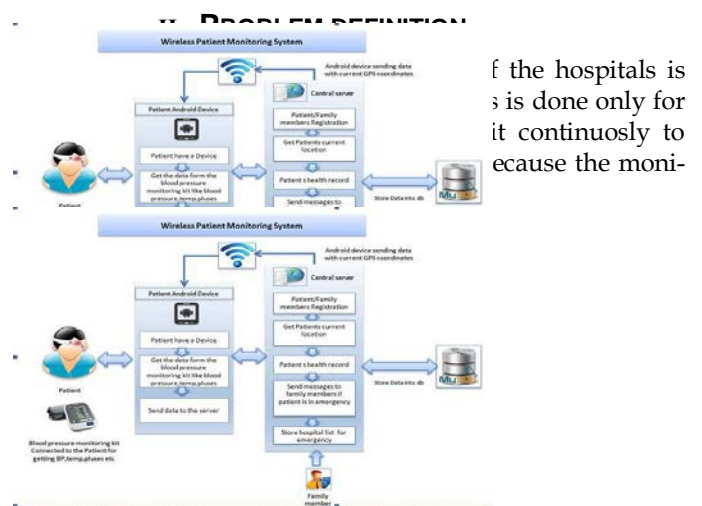 II. PROBLEM DEFINITION
Wireless Patient Monitoring System
f the hospitals is
s is done only for
it continuosly to
ecause the moni-
Android device sending data
with current GPS coordinates
Central server
Patient Android Device
Patient/Family
members Registration
Get Patients current
location
Patient have a Device
Get the data form the
blood pressure
monitoring kit like blood
pressure,temp,pluses
Patient's health record
Send messages to
Store Data into db
Patient
Wireless Patient Monitoring System
Android device sending data
with current GPS coordinates
Central server
Patient Android Device
Patient/Family
members Registration
Get Patients current
location
Patient have a Device
Get the data form the
blood pressure
monitoring kit like blood
pressure,temp,pluses
Patient's health record
Send messages to
family members if
patient is in emergency
Store Data into db
Patient
Send data to the server
Store hospital list for
emergency
Blood pressure monitoring kit
Connected to the Patient for
getting BP,temp,pluses etc
Family
member